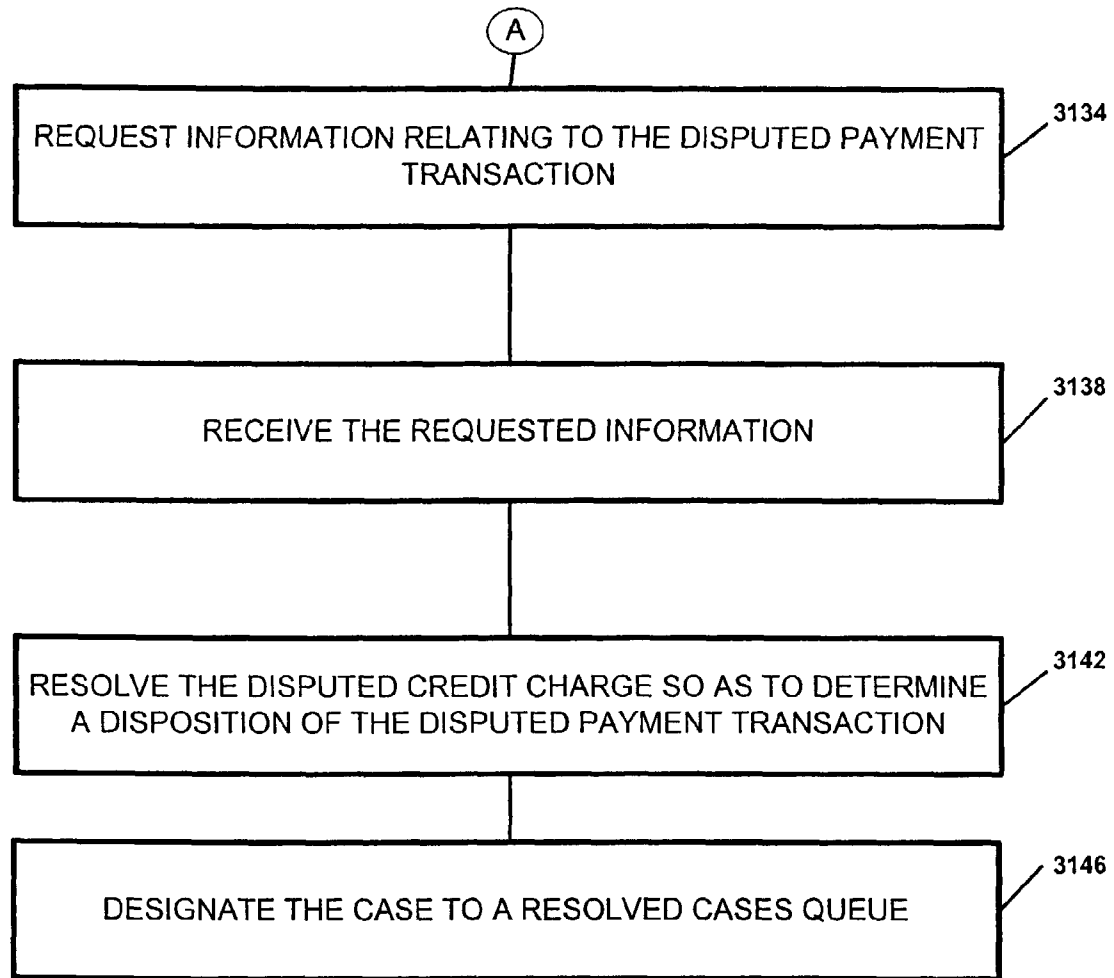 A
REQUEST INFORMATION RELATING TO THE DISPUTED PAYMENT
TRANSACTION
3134
RECEIVE THE REQUESTED INFORMATION
3138
RESOLVE THE DISPUTED CREDIT CHARGE SO AS TO DETERMINE
A DISPOSITION OF THE DISPUTED PAYMENT TRANSACTION
3142
DESIGNATE THE CASE TO A RESOLVED CASES QUEUE
3146